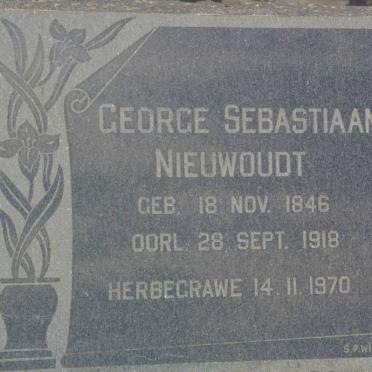 GEORGE SEBASTIAAN
NIEUWOUDT
GEB. 18 NOV. 1846
OORL. 28 SEPT. 1918
HERBEGRAWE 14.11.1970